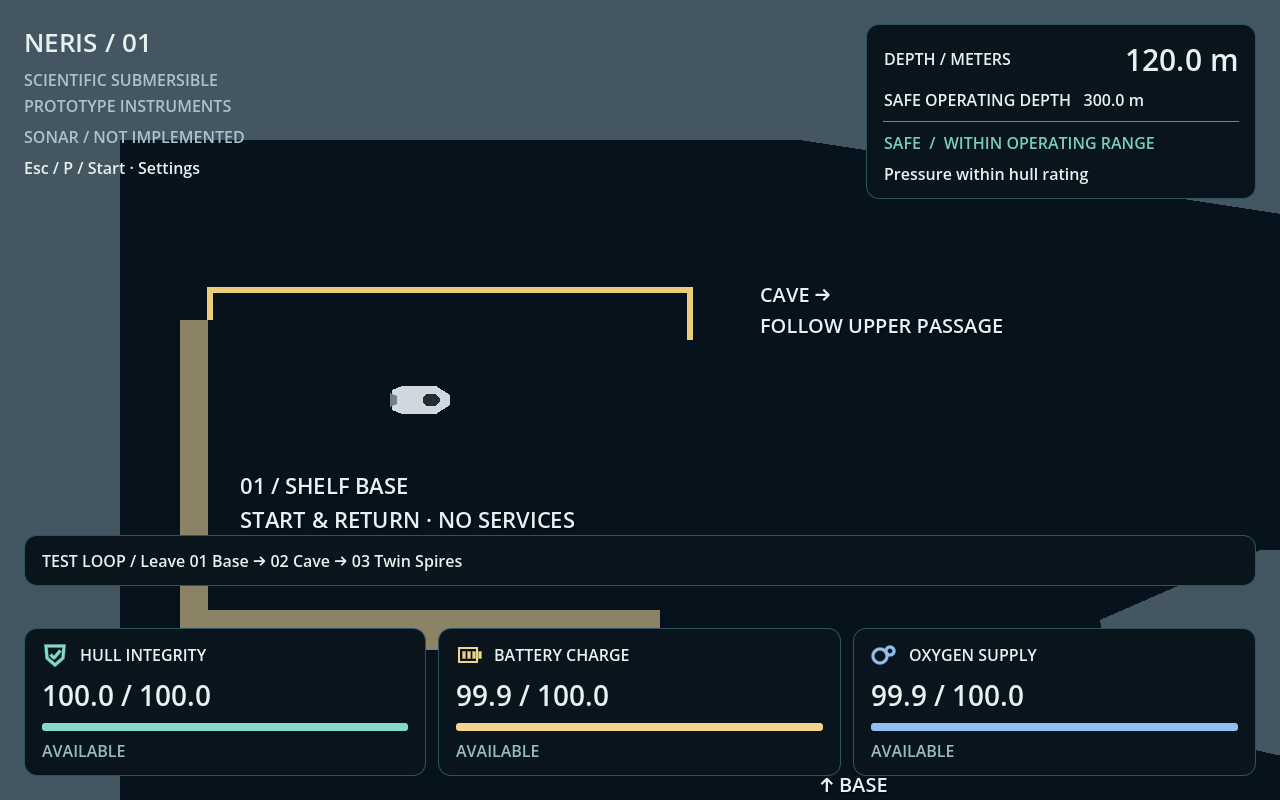 NERIS / 01
SCIENTIFIC SUBMERSIBLE
PROTOTYPE INSTRUMENTS
SONAR / NOT IMPLEMENTED
Esc / P / Start · Settings
DEPTH / METERS 120.0 m
SAFE OPERATING DEPTH 300.0 m
SAFE / WITHIN OPERATING RANGE
Pressure within hull rating
CAVE →
FOLLOW UPPER PASSAGE
01 / SHELF BASE
START & RETURN · NO SERVICES
TEST LOOP / Leave 01 Base → 02 Cave → 03 Twin Spires
HULL INTEGRITY
100.0 / 100.0
AVAILABLE
BATTERY CHARGE
99.9 / 100.0
AVAILABLE
OXYGEN SUPPLY
99.9 / 100.0
AVAILABLE
↑ BASE